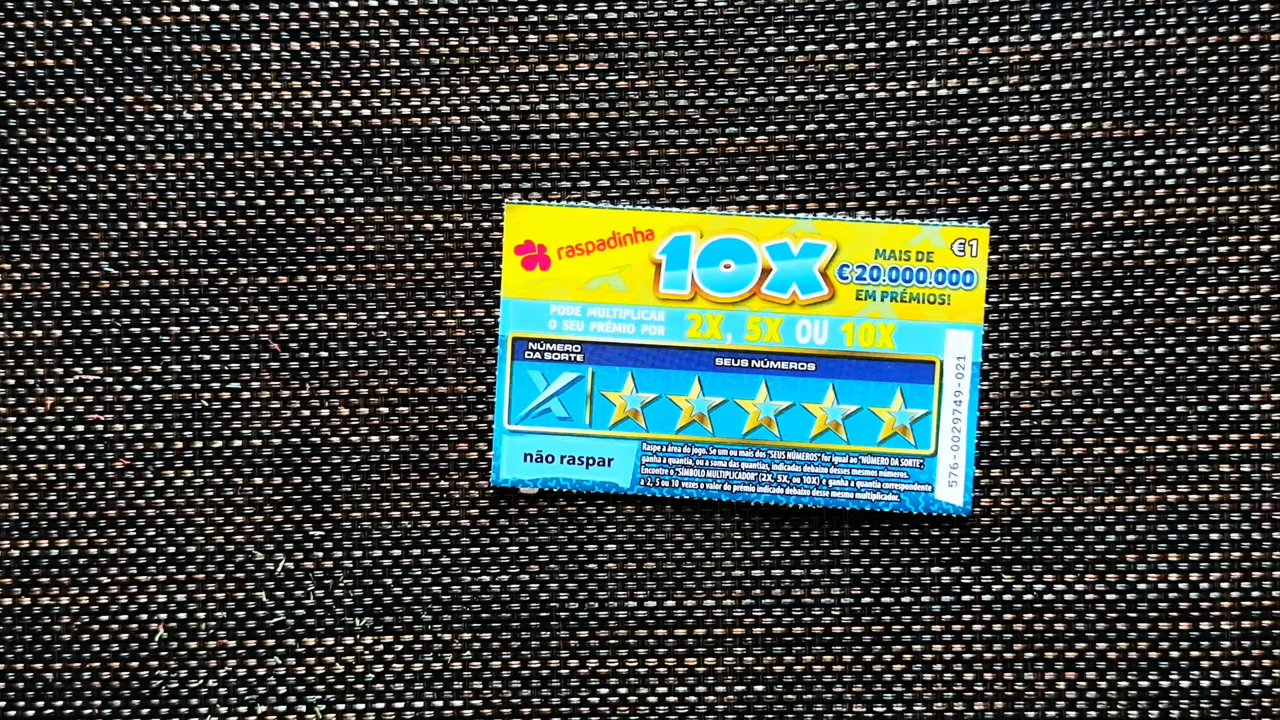 raspadinha
10X
€1
MAIS DE
€ 20.000.000
EM PRÉMIOS!
PODE MULTIPLICAR
O SEU PRÉMIO POR
2X, 5X OU 10X
NÚMERO
DA SORTE
SEUS NÚMEROS
X
não raspar
Raspe a área do Jogo. Se um ou mais dos "SEUS NÚMEROS" for igual ao "NÚMERO DA SORTE",
ganha a quantia, ou a soma das quantias, indicadas debaixo desses mesmos números.
Encontre o "SÍMBOLO MULTIPLICADOR" (2X, 5X, ou 10X) e ganha a quantia correspondente
a 2, 5 ou 10 vezes o valor do prémio indicado debaixo desse mesmo multiplicador.
576-0029749-021